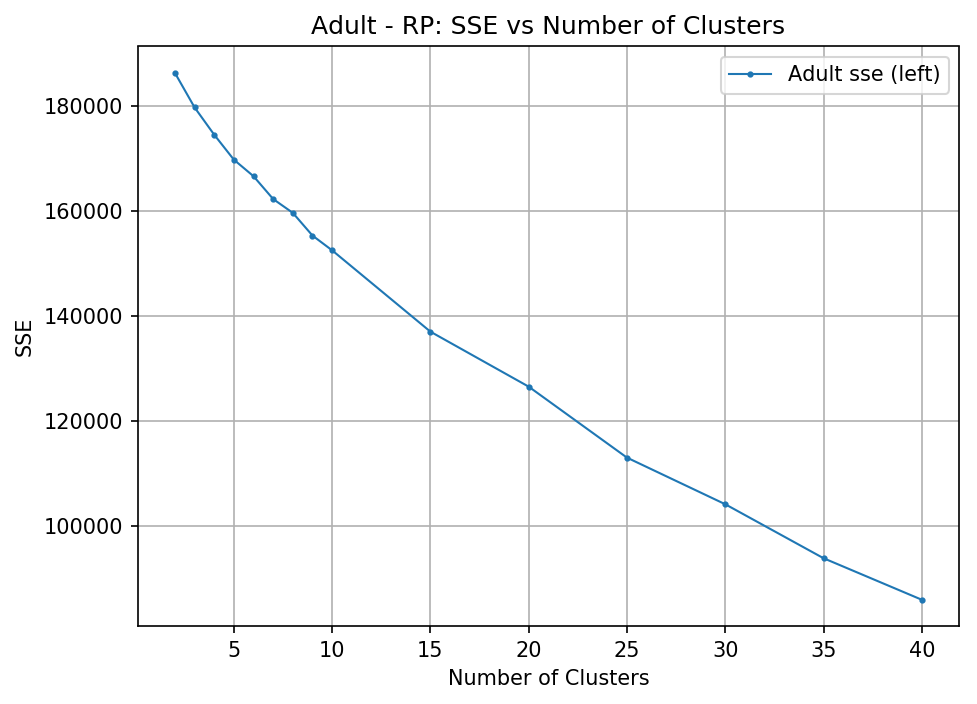 Adult - RP: SSE vs Number of Clusters
Adult sse (left)
180000
160000
140000
120000
100000
SSE
5 10 15 20 25 30 35 40
Number of Clusters